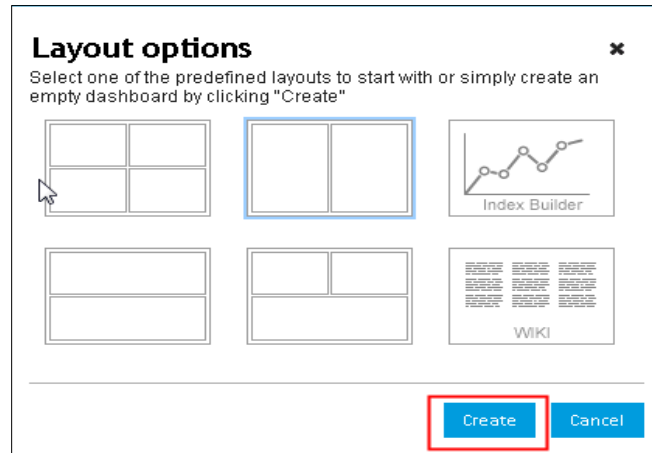 Layout options
Select one of the predefined layouts to start with or simply create an
empty dashboard by clicking "Create"
Index Builder
WIKI
Create
Cancel